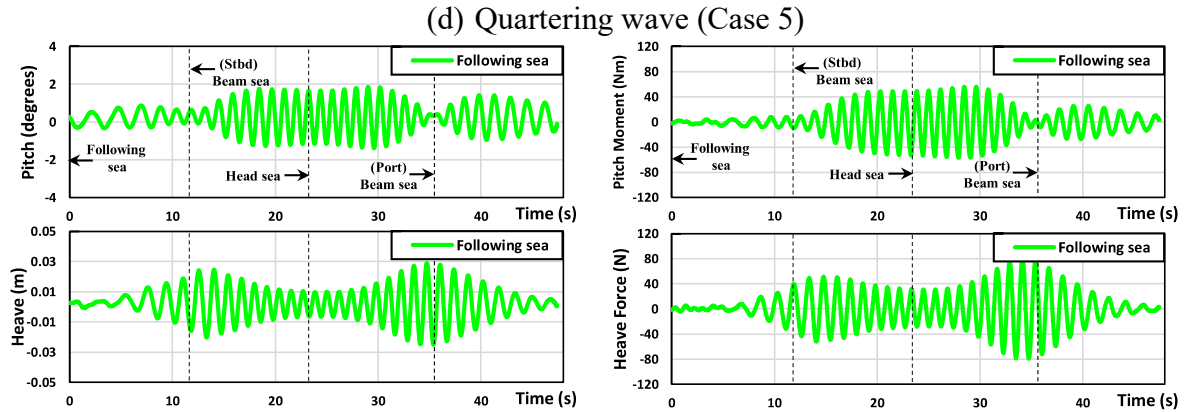 (d) Quartering wave (Case 5)
Pitch (degrees)
4
2
0
-2
-4
Following sea
(Stbd)
Beam sea
Following
sea
Head sea
(Port)
Beam sea
0
10
20
30
40
Time (s)
Pitch Moment (Nm)
120
80
40
0
-40
-80
-120
Following sea
(Stbd)
Beam sea
Following
sea
Head sea
(Port)
Beam sea
0
10
20
30
40
Time (s)
Heave (m)
0.05
0.03
0.01
-0.01
-0.03
-0.05
Following sea
0
10
20
30
40
Time (s)
Heave Force (N)
120
80
40
0
-40
-80
-120
Following sea
0
10
20
30
40
Time (s)